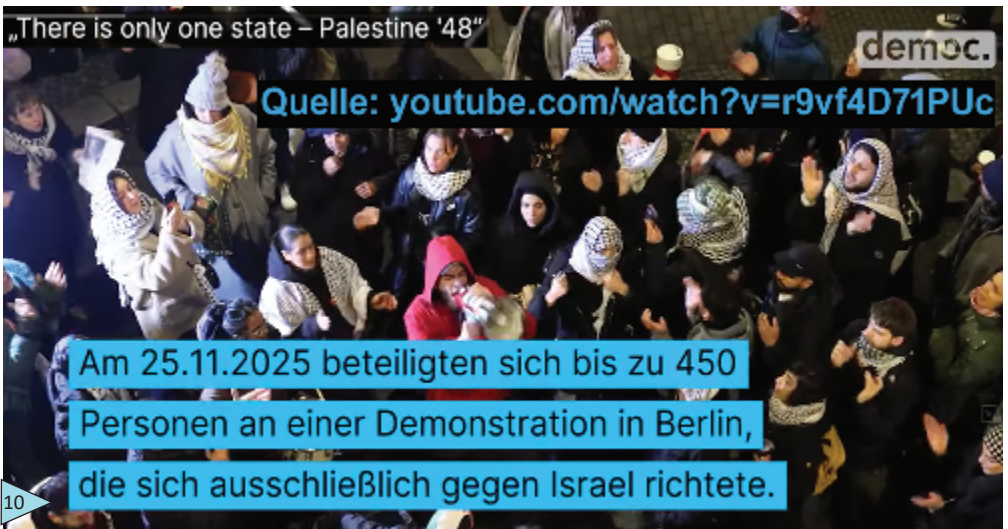 „There is only one state – Palestine '48“
democ.
Quelle: youtube.com/watch?v=r9vf4D71PUc
Am 25.11.2025 beteiligten sich bis zu 450
Personen an einer Demonstration in Berlin,
die sich ausschließlich gegen Israel richtete.
10